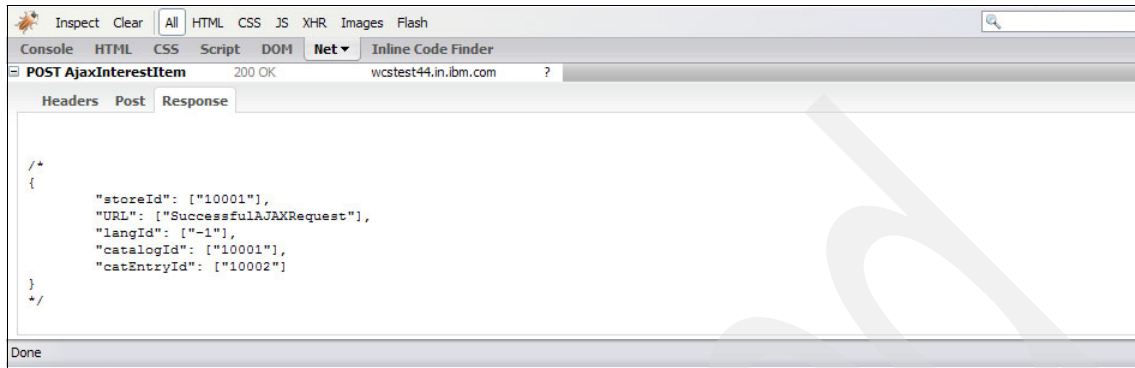 Inspect Clear All HTML CSS JS XHR Images Flash
Console HTML CSS Script DOM Net Inline Code Finder
POST AjaxInterestItem 200 OK wcstest44.in.ibm.com ?
Headers Post Response
/*
{
"storeId": ["10001"],
"URL": ["SuccessfulAJAXRequest"],
"langId": ["-1"],
"catalogId": ["10001"],
"catEntryId": ["10002"]
}
*/
Done